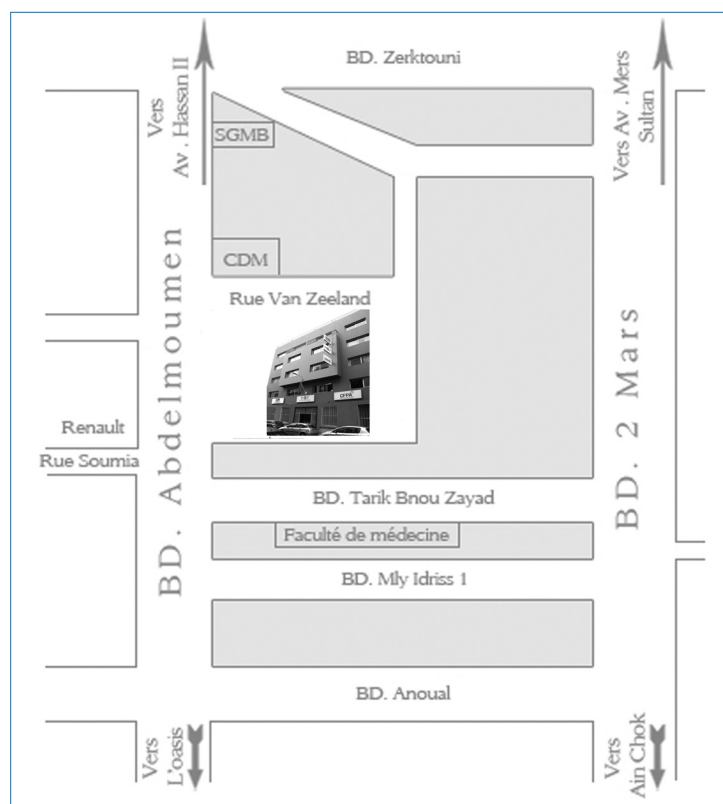 BD. Zerktouni
Vers
Av . Hassan II
Vers Av . Mers
Sultan
SGMB
CDM
Rue Van Zeeland
BD. Abdelmoumen
BD. 2 Mars
Renault
Rue Soumia
BD. Tarik Bnou Zayad
Faculté de médecine
BD. Mly Idriss 1
BD. Anoual
Vers
L'oasis
Vers
Ain Chok